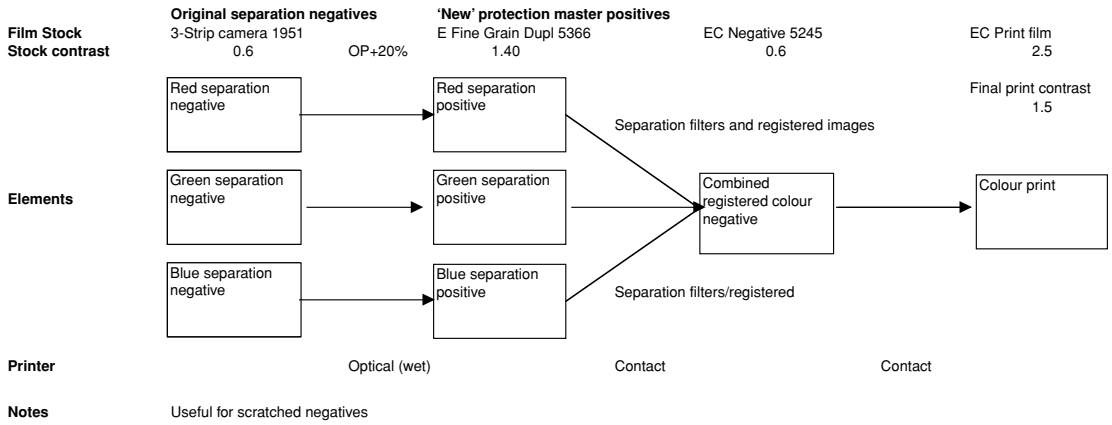 Original separation negatives ‘New’ protection master positives
Film Stock 3-Strip camera 1951 E Fine Grain Dupl 5366 EC Negative 5245 EC Print film
Stock contrast 0.6 OP+20% 1.40 0.6 2.5
Red separation negative
Red separation positive
Final print contrast
1.5
Separation filters and registered images
Elements
Green separation negative
Green separation positive
Combined
registered colour
negative
Colour print
Blue separation negative
Blue separation positive
Separation filters/registered
Printer Optical (wet) Contact Contact
Notes Useful for scratched negatives